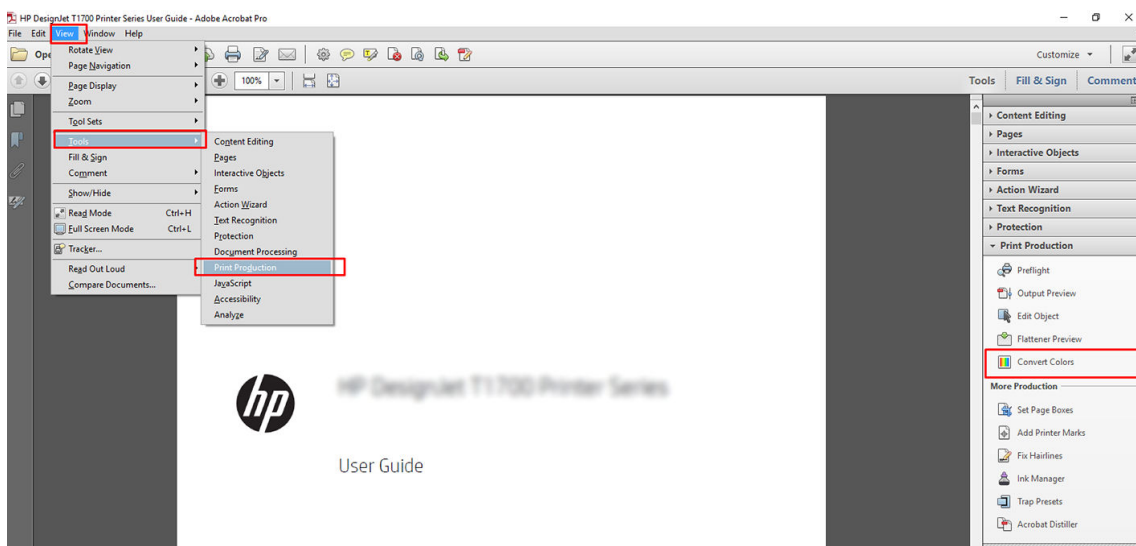 HP DesignJet T1700 Printer Series User Guide - Adobe Acrobat Pro
File Edit View Window Help
Customize
100%
Tools Fill & Sign Comment
Rotate View
Page Navigation
Page Display
Zoom
Tool Sets
Tools
Fill & Sign
Comment
Show/Hide
Read Mode Ctrl+H
Full Screen Mode Ctrl+L
Tracker...
Read Out Loud
Compare Documents...
Content Editing
Pages
Interactive Objects
Forms
Action Wizard
Text Recognition
Protection
Document Processing
Print Production
JavaScript
Accessibility
Analyze
hp
HP DesignJet T1700 Printer Series
User Guide
Content Editing
Pages
Interactive Objects
Forms
Action Wizard
Text Recognition
Protection
Print Production
Preflight
Output Preview
Edit Object
Flattener Preview
Convert Colors
More Production
Set Page Boxes
Add Printer Marks
Fix Hairlines
Ink Manager
Trap Presets
Acrobat Distiller